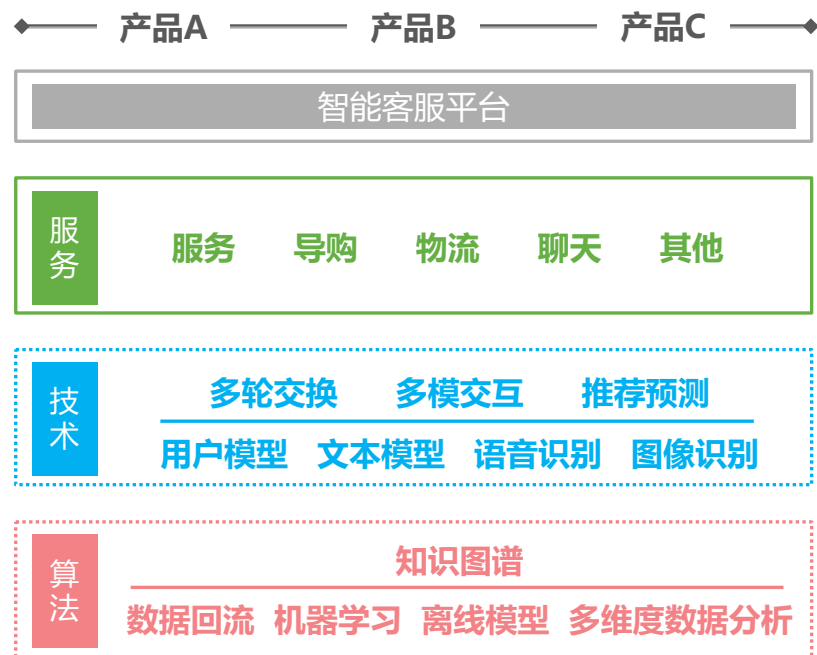 产品A 产品B 产品C
智能客服平台
服务
服务 导购 物流 聊天 其他
技术
多轮交换 多模交互 推荐预测
用户模型 文本模型 语音识别 图像识别
算法
知识图谱
数据回流 机器学习 离线模型 多维度数据分析